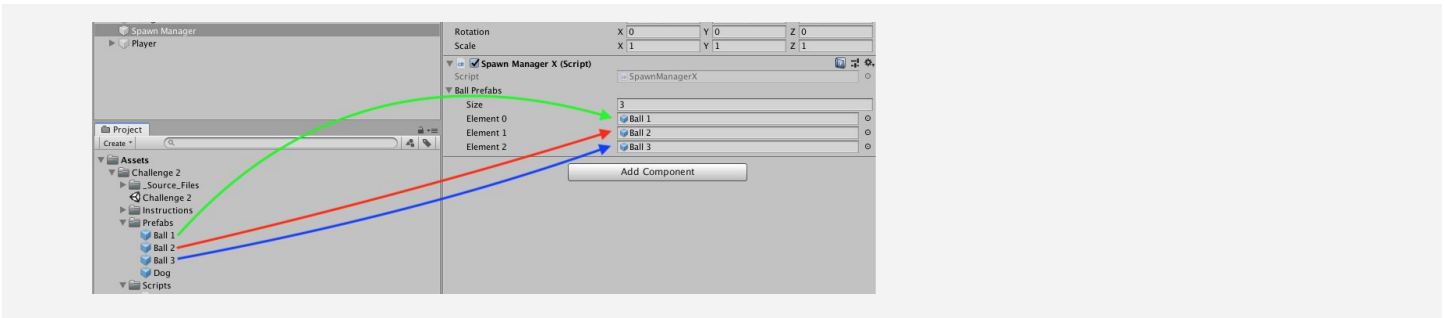 Spawn Manager
Player
Project
Create
Assets
Challenge 2
_Source_Files
Challenge 2
Instructions
Prefabs
Ball 1
Ball 2
Ball 3
Dog
Scripts
Rotation X 0 Y 0 Z 0
Scale X 1 Y 1 Z 1
Spawn Manager X (Script)
Script SpawnManagerX
Ball Prefabs
Size 3
Element 0 Ball 1
Element 1 Ball 2
Element 2 Ball 3
Add Component